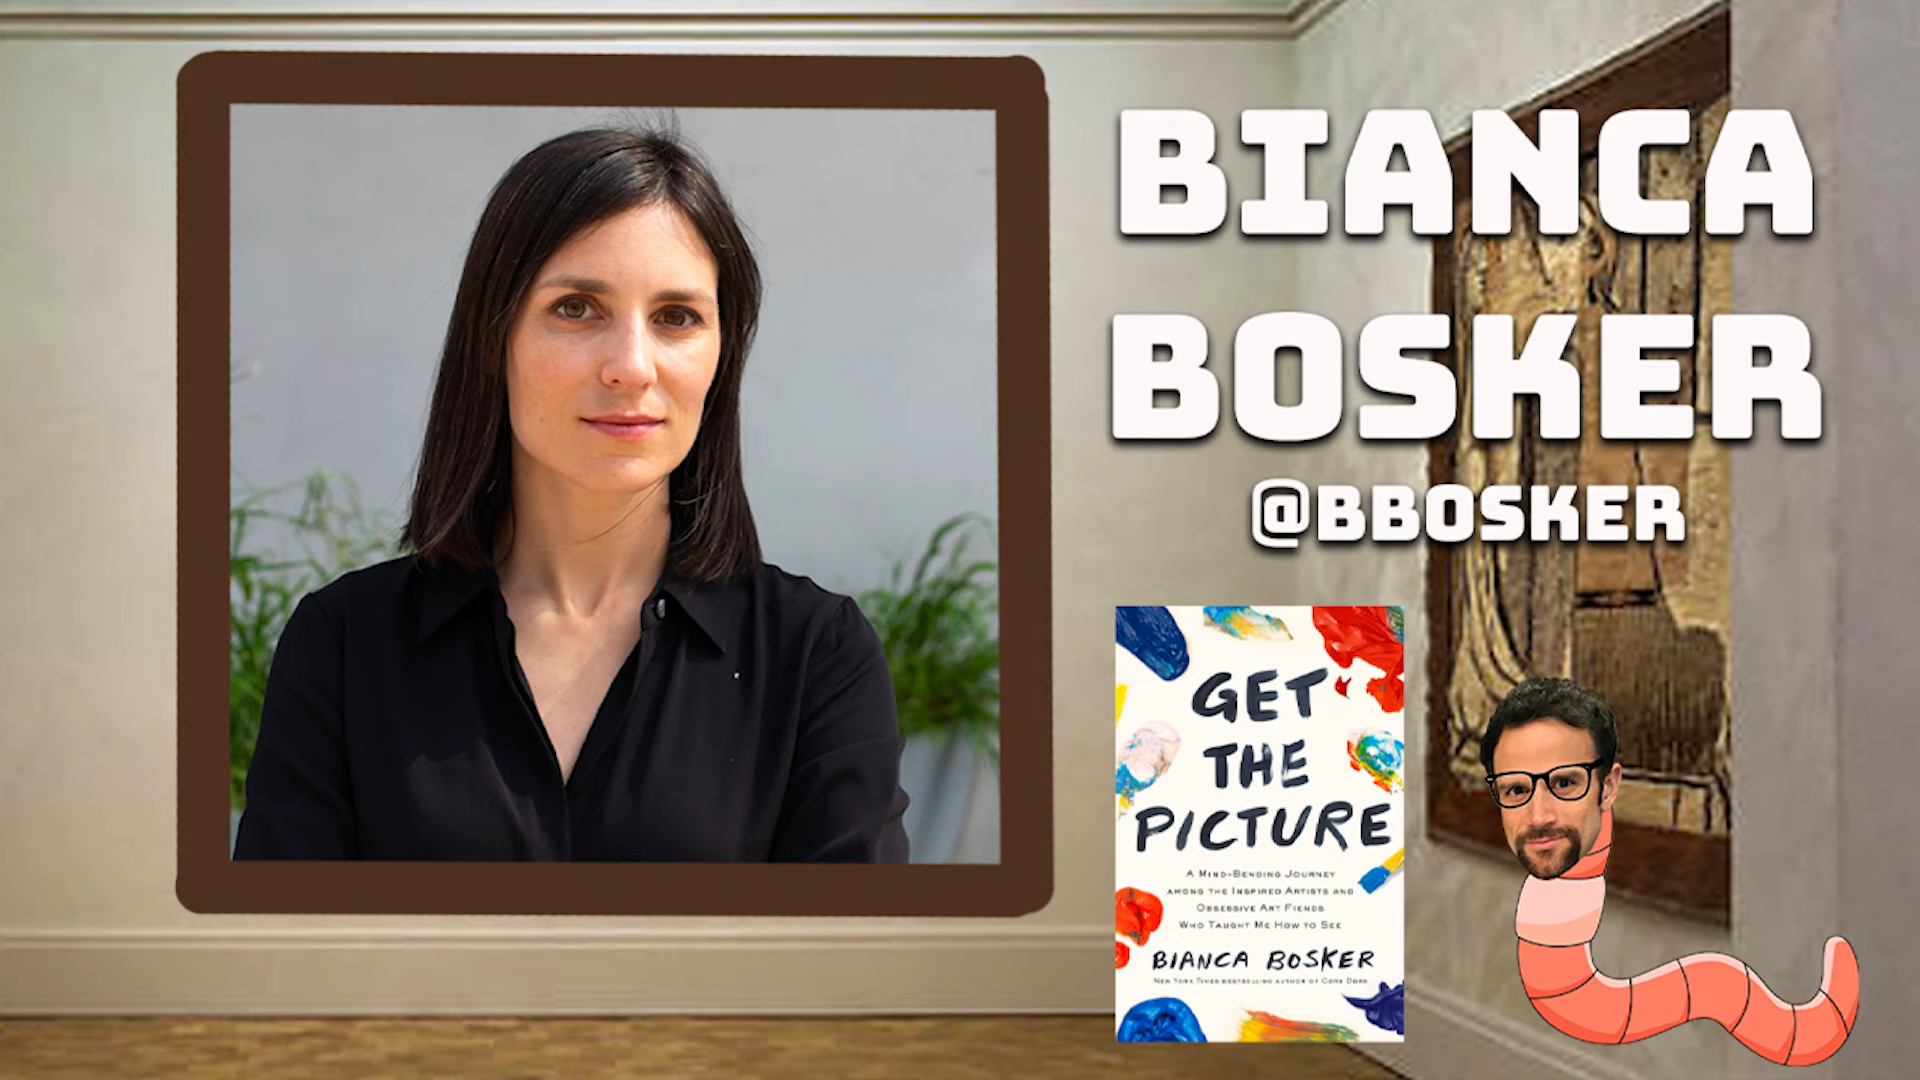 BIANCA
BOSKER
@BBOSKER
GET
THE
PICTURE
A MIND-BENDING JOURNEY
AMONG THE INSPIRED ARTISTS AND
OBSESSIVE ART FIENDS
WHO TAUGHT ME HOW TO SEE
BIANCA BOSKER
NEW YORK TIMES BESTSELLING AUTHOR OF CORK DORK